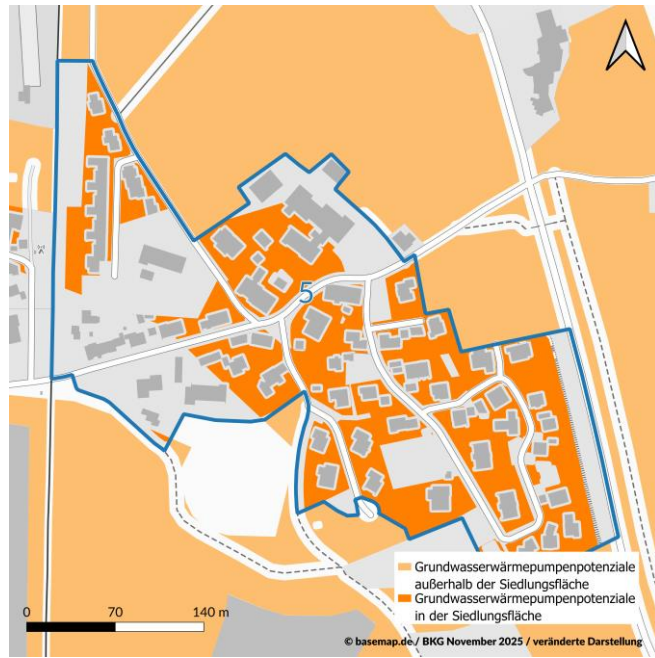 5
Grundwasserwärmepumpenpotenziale
außerhalb der Siedlungsfläche
Grundwasserwärmepumpenpotenziale
in der Siedlungsfläche
0 70 140 m
© basemap.de / BKG November 2025 / veränderte Darstellung